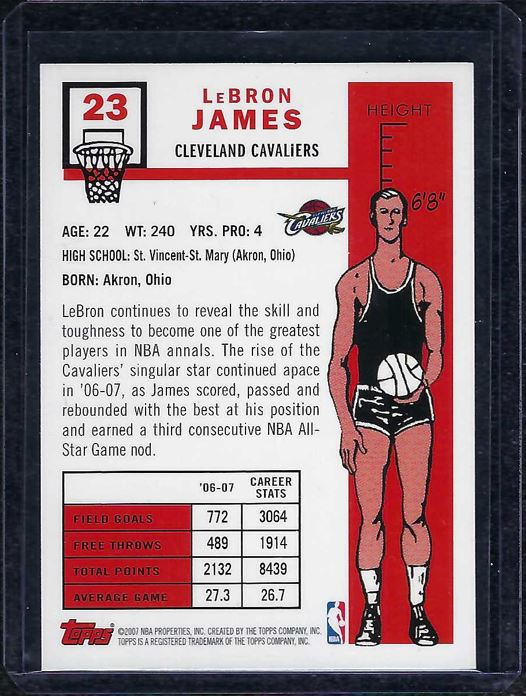 23
LeBRON
JAMES
CLEVELAND CAVALiERS
HEIGHT
6'8"
CAVALIERS
AGE: 22 WT: 240 YRS. PRO: 4
HIGH SCHOOL: St. Vincent-St. Mary (Akron, Ohio)
BORN: Akron, Ohio
LeBron continues to reveal the skill and
toughness to become one of the greatest
players in NBA annals. The rise of the
Cavaliers' singular star continued apace
in '06-07, as James scored, passed and
rebounded with the best at his position
and earned a third consecutive NBA All-
Star Game nod.
'06-07 CAREER STATS
FIELD GOALS 772 3064
FREE THROWS 489 1914
TOTAL POINTS 2132 8439
AVERAGE GAME 27.3 26.7
Topps ©2007 NBA PROPERTIES, INC. CREATED BY THE TOPPS COMPANY, INC.
TOPPS IS A REGISTERED TRADEMARK OF THE TOPPS COMPANY, INC.